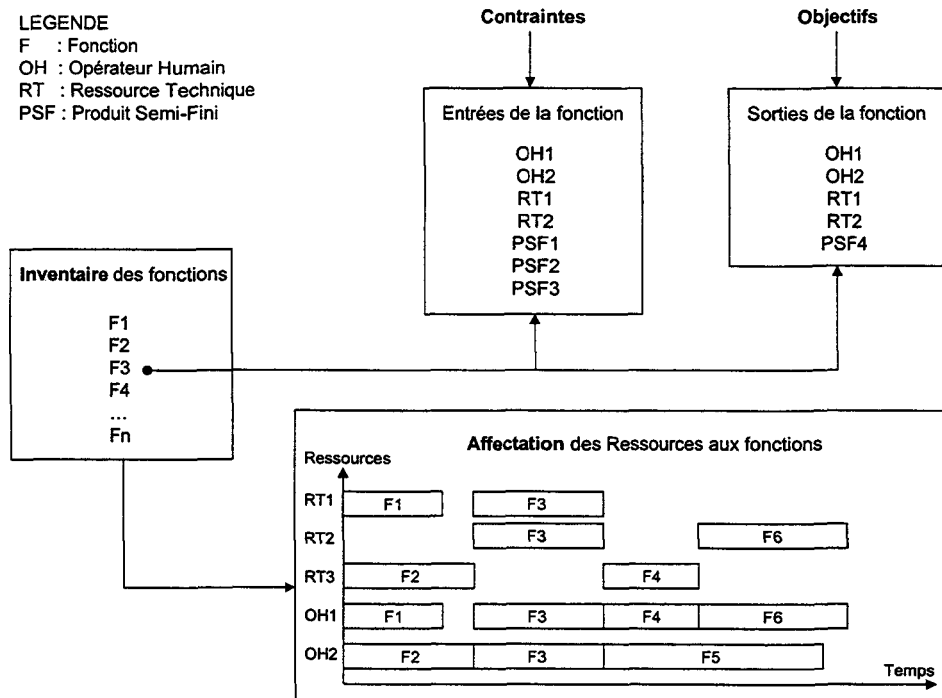 LEGENDE
F : Fonction
OH : Opérateur Humain
RT : Ressource Technique
PSF : Produit Semi-Fini
Contraintes
Objectifs
Entrées de la fonction
OH1
OH2
RT1
RT2
PSF1
PSF2
PSF3
Sorties de la fonction
OH1
OH2
RT1
RT2
PSF4
Inventaire des fonctions
F1
F2
F3
F4
...
Fn
Affectation des Ressources aux fonctions
Ressources
RT1 F1 F3
RT2 F3 F6
RT3 F2 F4
OH1 F1 F3 F4 F6
OH2 F2 F3 F5
Temps